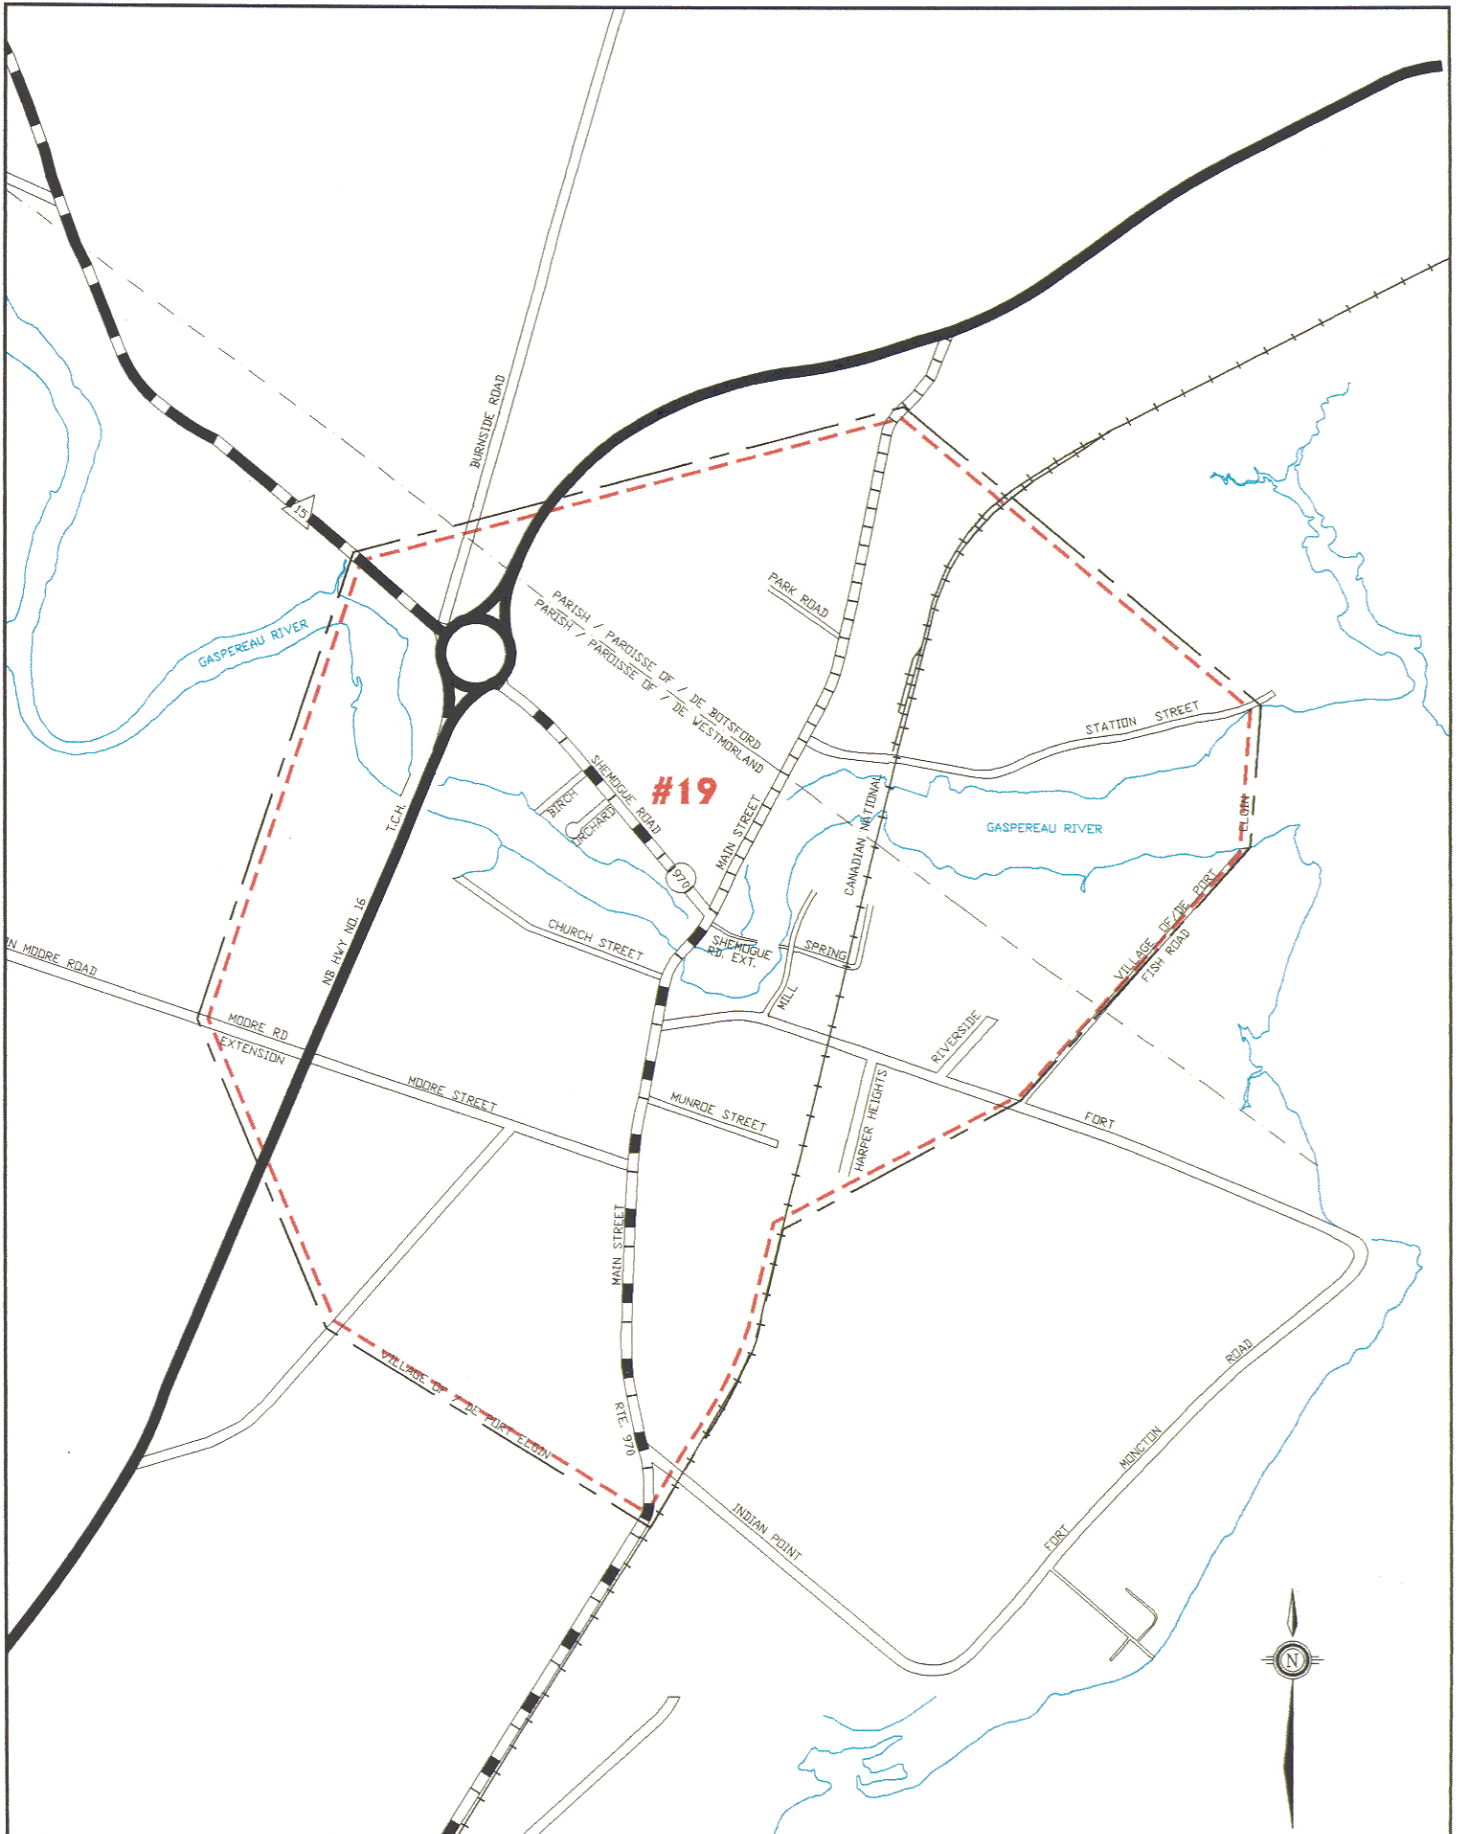 BURNSIDE ROAD
15
GASPEREAU RIVER
PARK ROAD
PARISH / PAROISSE OF / DE BOTSFORD
PARISH / PAROISSE OF / DE WESTMORLAND
STATION STREET
SHEMOGUE ROAD
#19
BIRCH
ORCHARD
T.C.H.
MAIN STREET
CANADIAN NATIONAL
GASPEREAU RIVER
ELGIN
970
NB HWY NO. 16
CHURCH STREET
SHEMOGUE
RD. EXT.
SPRING
VILLAGE OF/DE PORT
FISH ROAD
N MOORE ROAD
MILL
MOORE RD
EXTENSION
RIVERSIDE
MOORE STREET
MUNROE STREET
HARPER HEIGHTS
FORT
MAIN STREET
VILLAGE OF / DE PORT ELGIN
RTE. 970
ROAD
MONCTON
FORT
INDIAN POINT
N